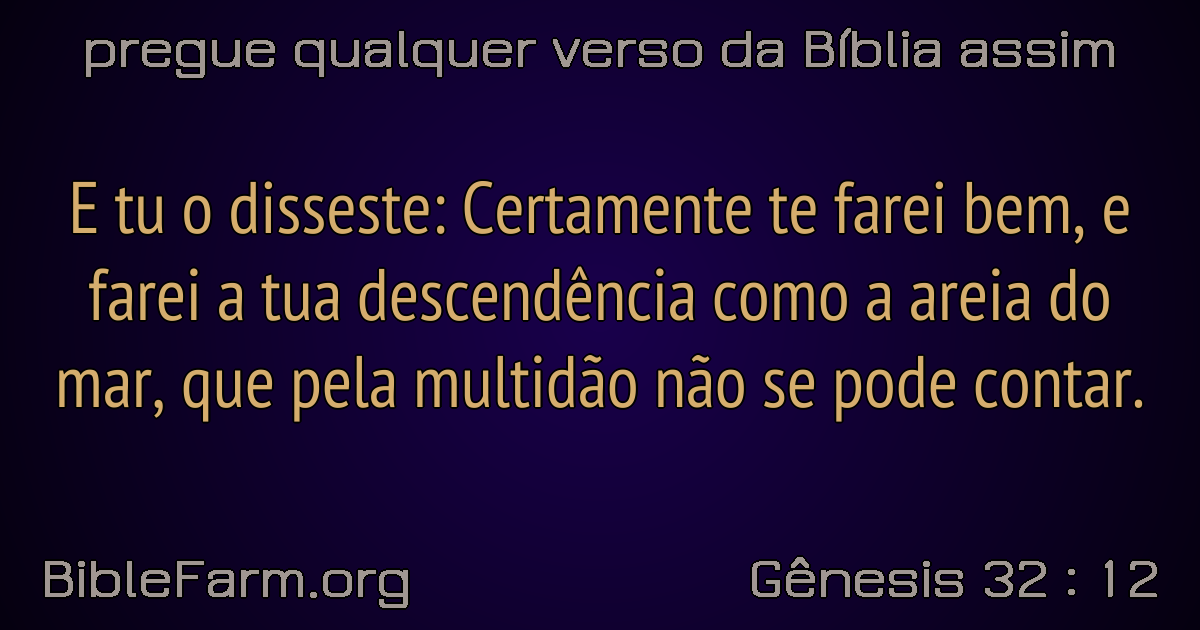 pregue qualquer verso da Bíblia assim
E tu o disseste: Certamente te farei bem, e
farei a tua descendência como a areia do
mar, que pela multidão não se pode contar.
BibleFarm.org
Gênesis 32 : 12